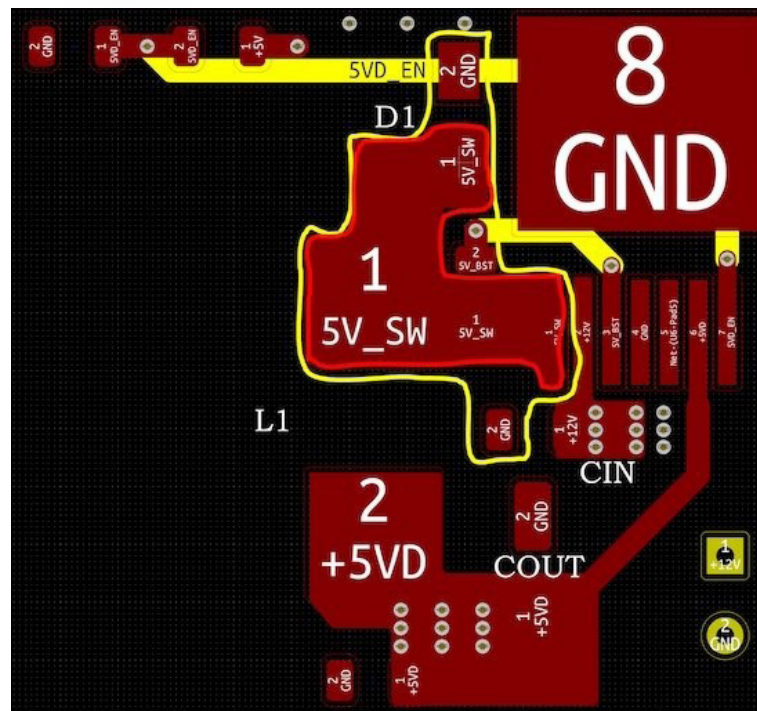 2 GND
1 5VD_EN
2 5VD_EN
1 +5V
5VD_EN
2 GND
8
GND
D1
1 5V_SW
2
5V_BST
1
5V_SW
1
5V_SW
1 5V_SW
2 +12V
3 5V_BST
4 GND
5 Net-(U6-Pad5)
6 +5VD
7 5VD_EN
L1
2 GND
1 +12V
CIN
2
+5VD
2 GND
COUT
1
+12V
2
GND
1 +5VD
2 GND
1 +5VD